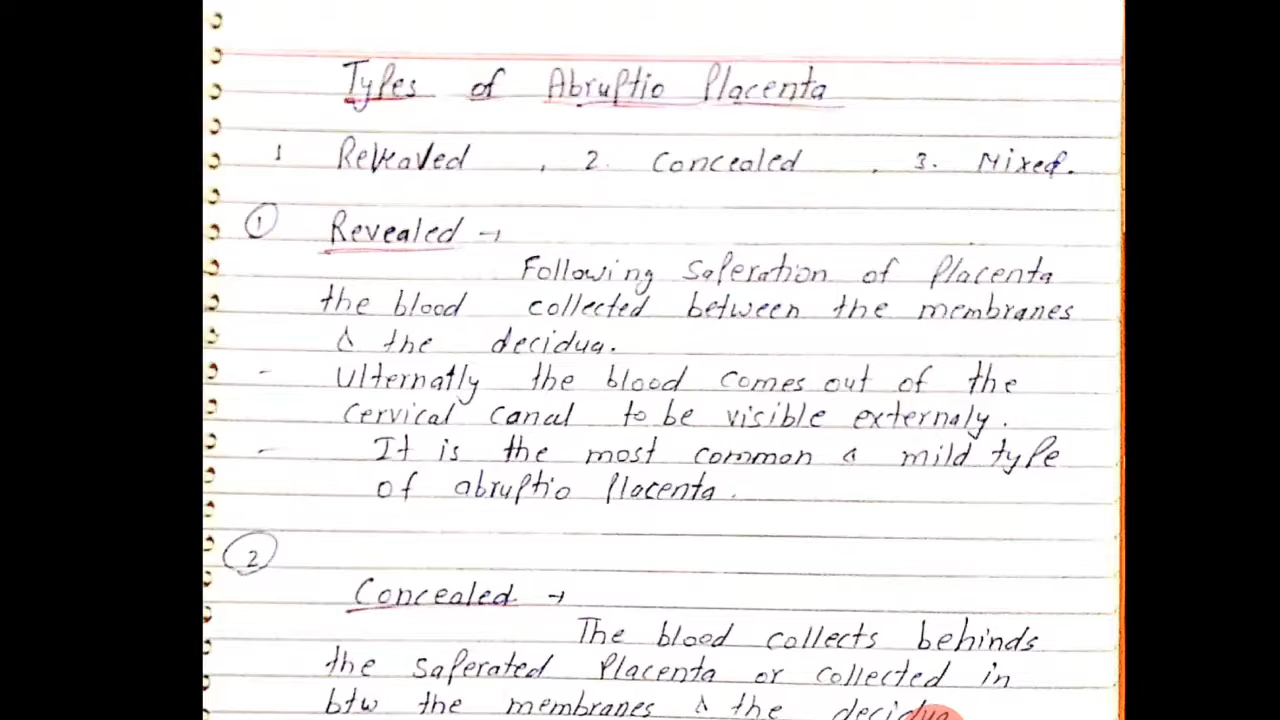 Types of Abruptio Placenta
1 Revealed , 2. Concealed , 3. Mixed.
① Revealed →
Following Saperation of Placenta
the blood collected between the membranes
& the decidua.
- Ulternatly the blood comes out of the
cervical canal to be visible externaly.
- It is the most common & mild type
of abruptio placenta.
②
Concealed →
The blood collects behinds
the saperated Placenta or collected in
btw the membranes & the decidua